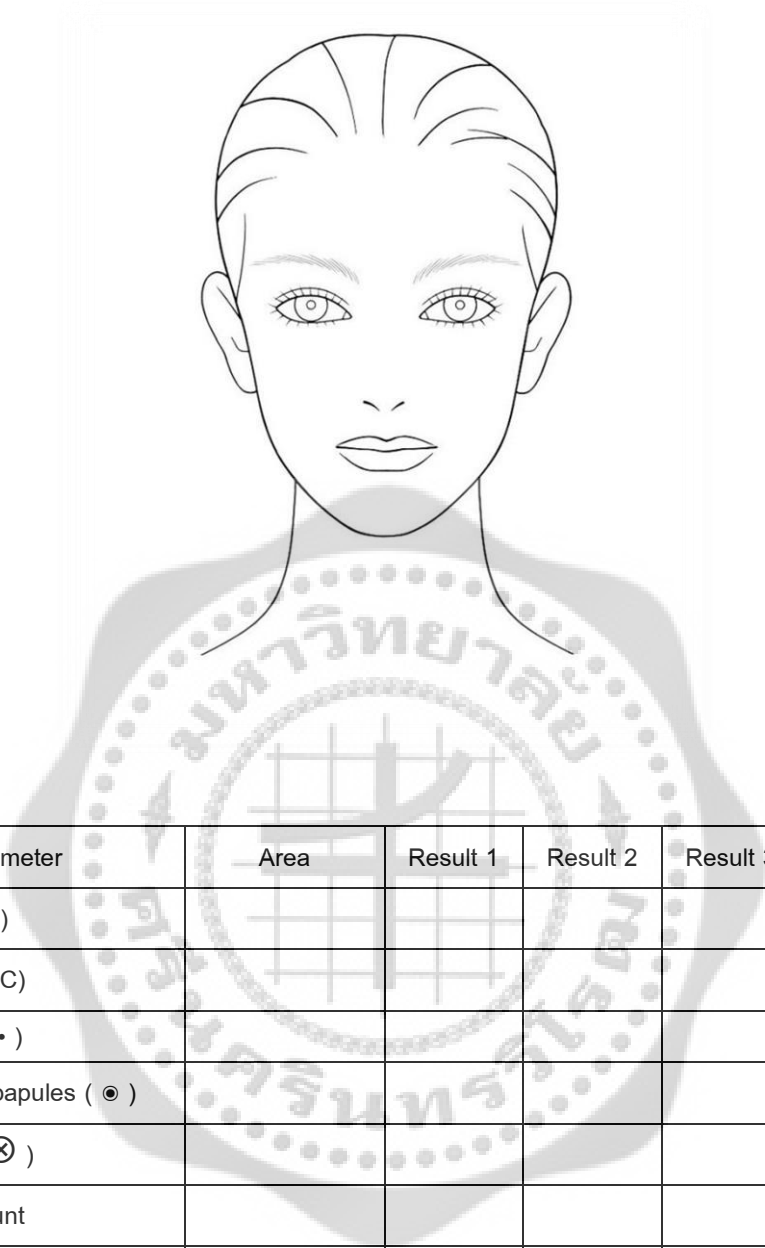 มหาวิทยาลัย
meter Area Result 1 Result 2 Result
)
C)
• )
papules ( ◉ )
⊗ )
unt
ศรีนครินทรวิโรฒ